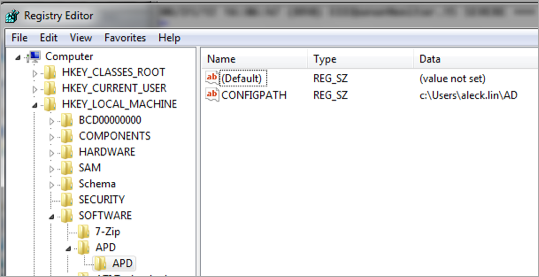 Registry Editor
File Edit View Favorites Help
Computer
HKEY_CLASSES_ROOT
HKEY_CURRENT_USER
HKEY_LOCAL_MACHINE
BCD00000000
COMPONENTS
HARDWARE
SAM
Schema
SECURITY
SOFTWARE
7-Zip
APD
APD
Name Type Data
(Default) REG_SZ (value not set)
CONFIGPATH REG_SZ c:\Users\aleck.lin\AD